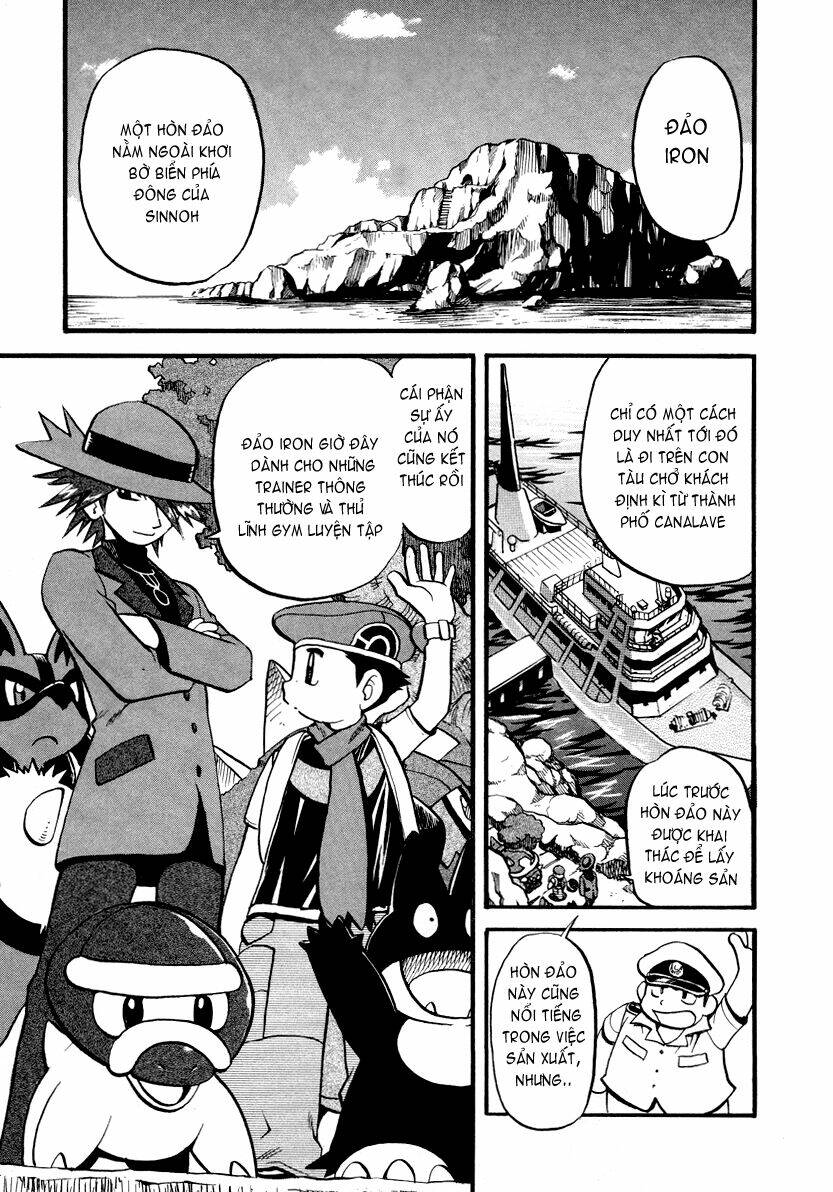 ĐẢO
IRON
MỘT HÒN ĐẢO
NẰM NGOÀI KHƠI
BỜ BIỂN PHÍA
ĐÔNG CỦA
SINNOH
CHỈ CÓ MỘT CÁCH
DUY NHẤT TỚI ĐÓ
LÀ ĐI TRÊN CON
TÀU CHỞ KHÁCH
ĐỊNH KÌ TỪ THÀNH
PHỐ CANALAVE
LÚC TRƯỚC
HÒN ĐẢO NÀY
ĐƯỢC KHAI
THÁC ĐỂ LẤY
KHOÁNG SẢN
HÒN ĐẢO
NÀY CŨNG
NỔI TIẾNG
TRONG VIỆC
SẢN XUẤT,
NHƯNG..
CÁI PHẬN
SỰ ẤY
CỦA NÓ
CŨNG KẾT
THÚC RỒI
ĐẢO IRON GIỜ ĐÂY
DÀNH CHO NHỮNG
TRAINER THÔNG
THƯỜNG VÀ THỦ
LĨNH GYM LUYỆN TẬP